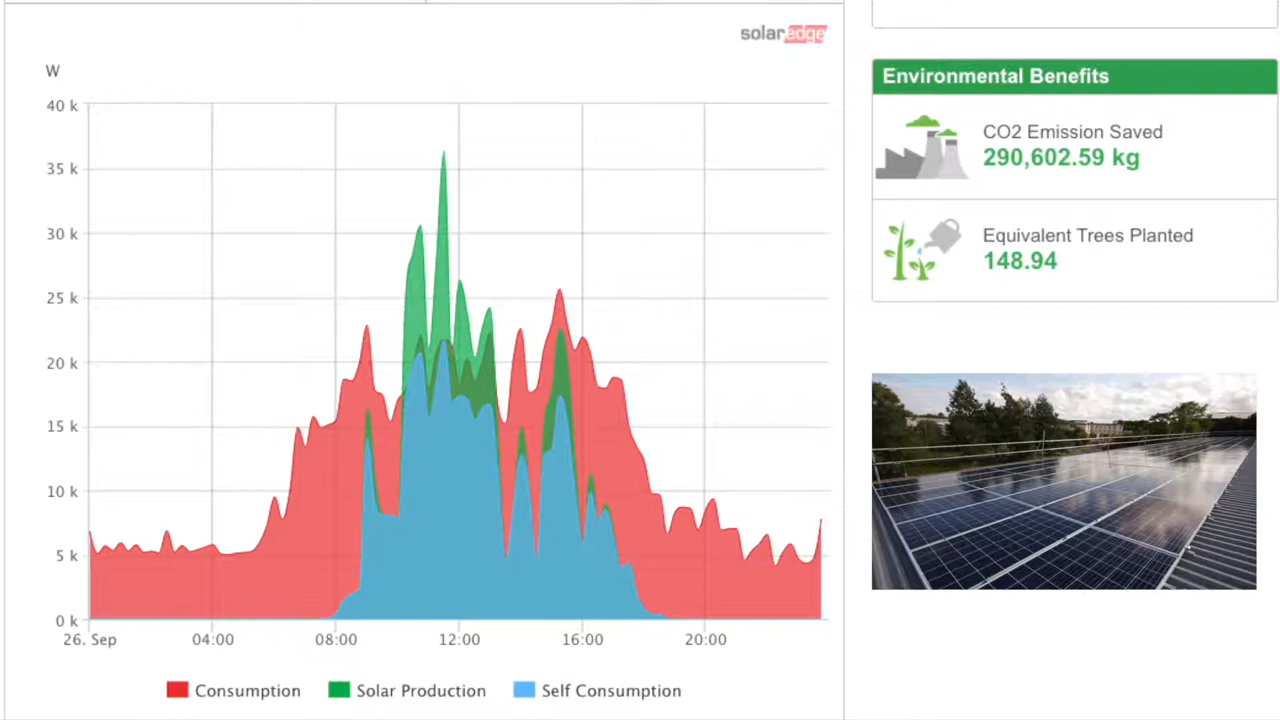 solaredge
W
40 k
35 k
30 k
25 k
20 k
15 k
10 k
5 k
0 k
26. Sep 04:00 08:00 12:00 16:00 20:00
Consumption Solar Production Self Consumption
Environmental Benefits
CO2 Emission Saved
290,602.59 kg
Equivalent Trees Planted
148.94